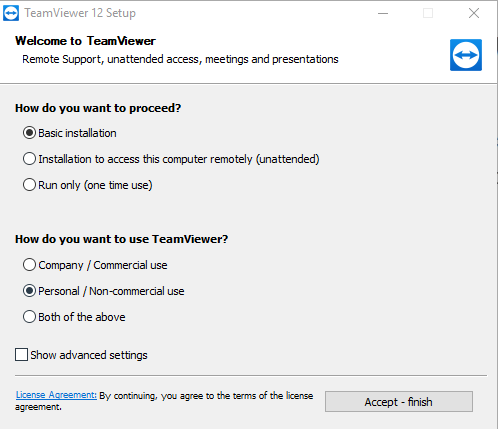 TeamViewer 12 Setup
Welcome to TeamViewer
Remote Support, unattended access, meetings and presentations
How do you want to proceed?
Basic installation
Installation to access this computer remotely (unattended)
Run only (one time use)
How do you want to use TeamViewer?
Company / Commercial use
Personal / Non-commercial use
Both of the above
Show advanced settings
License Agreement: By continuing, you agree to the terms of the license
agreement.
Accept - finish